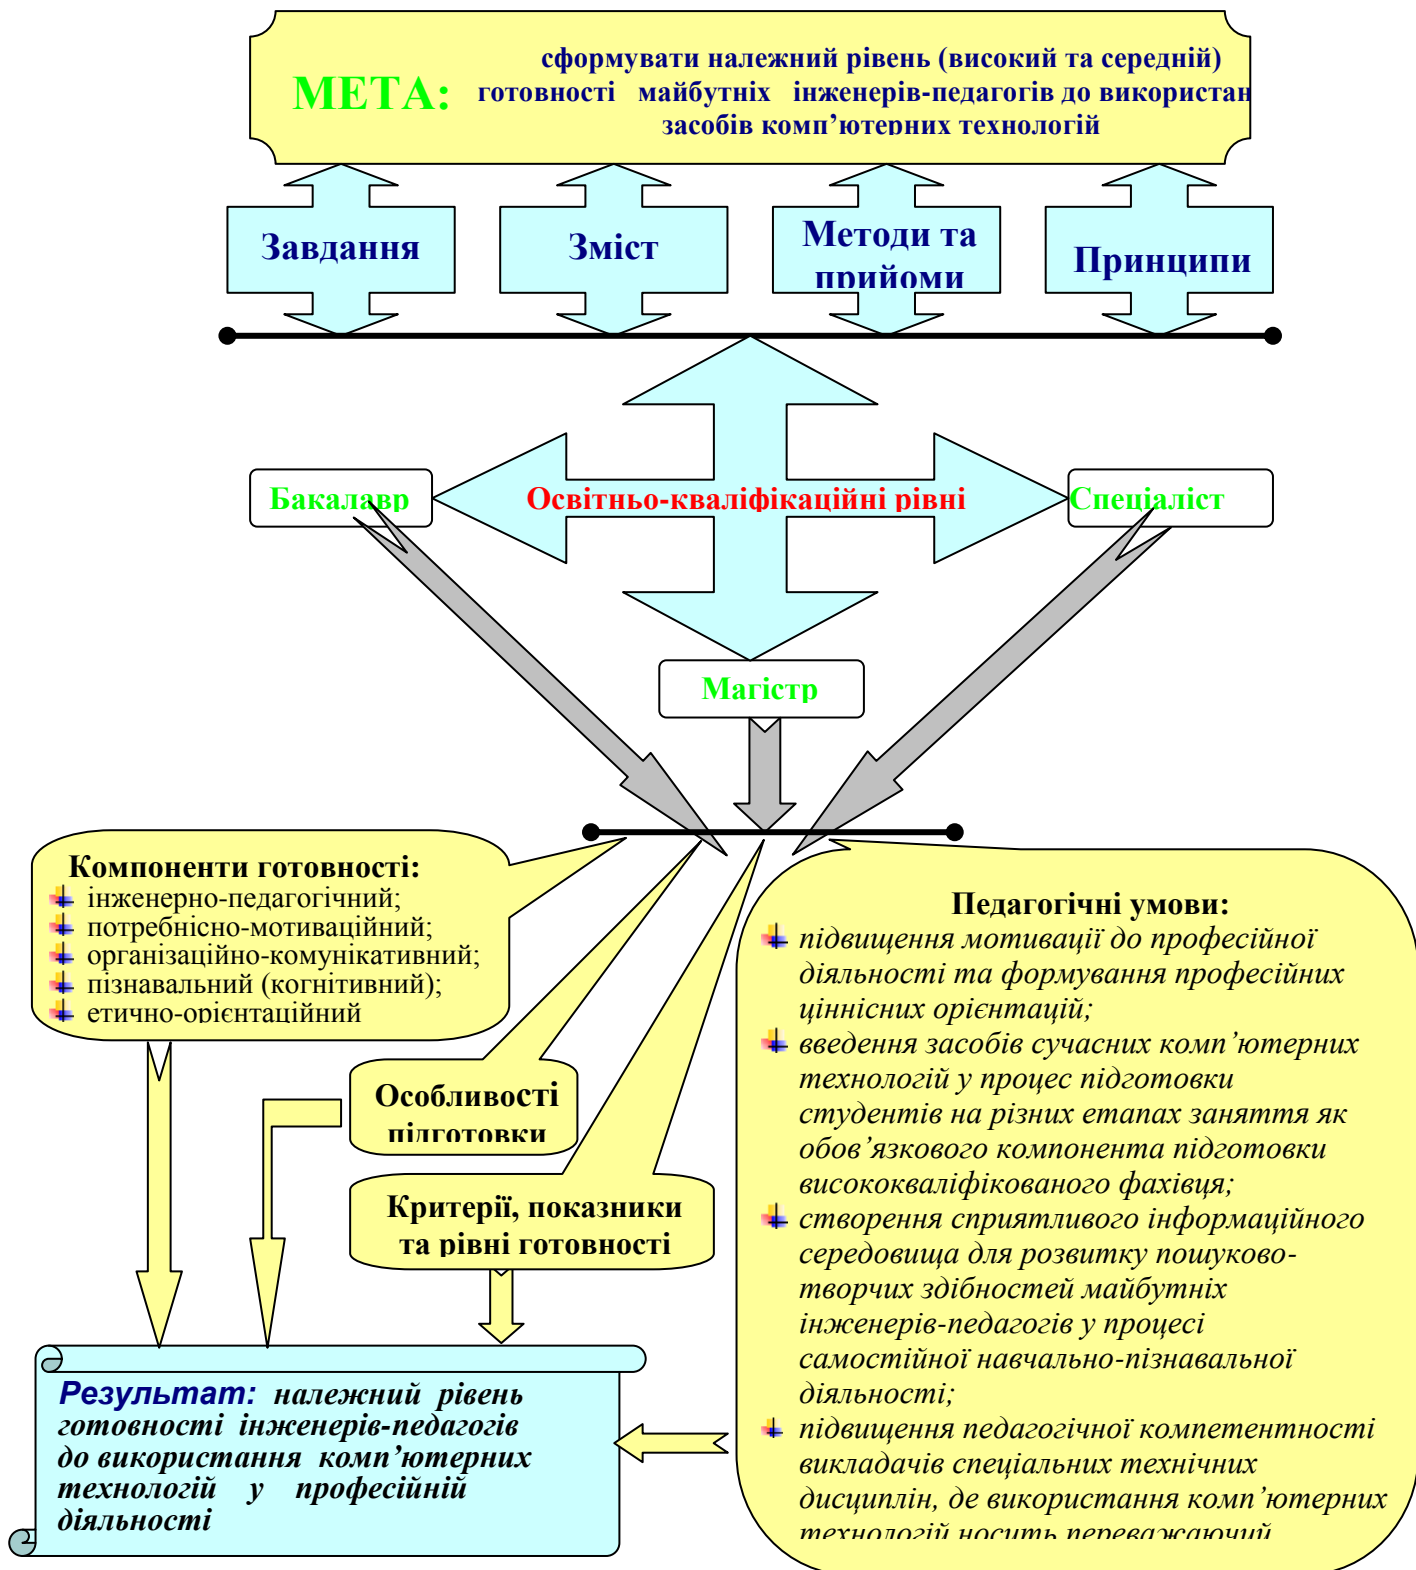 сформувати належний рівень (високий та середній)
МЕТА: готовності майбутніх інженерів-педагогів до використан
засобів комп’ютерних технологій
Завдання
Зміст
Методи та
прийоми
Принципи
Освітньо-кваліфікаційні рівні
Бакалавр
Спеціаліст
Магістр
Компоненти готовності:
інженерно-педагогічний;
потребнісно-мотиваційний;
організаційно-комунікативний;
пізнавальний (когнітивний);
етично-орієнтаційний
Особливості
підготовки
Критерії, показники
та рівні готовності
Педагогічні умови:
підвищення мотивації до професійної
діяльності та формування професійних
ціннісних орієнтацій;
введення засобів сучасних комп’ютерних
технологій у процес підготовки
студентів на різних етапах заняття як
обов’язкового компонента підготовки
висококваліфікованого фахівця;
створення сприятливого інформаційного
середовища для розвитку пошуково-
творчих здібностей майбутніх
інженерів-педагогів у процесі
самостійної навчально-пізнавальної
діяльності;
підвищення педагогічної компетентності
викладачів спеціальних технічних
дисциплін, де використання комп’ютерних
технологій носить переважаючий
Результат: належний рівень
готовності інженерів-педагогів
до використання комп’ютерних
технологій у професійній
діяльності